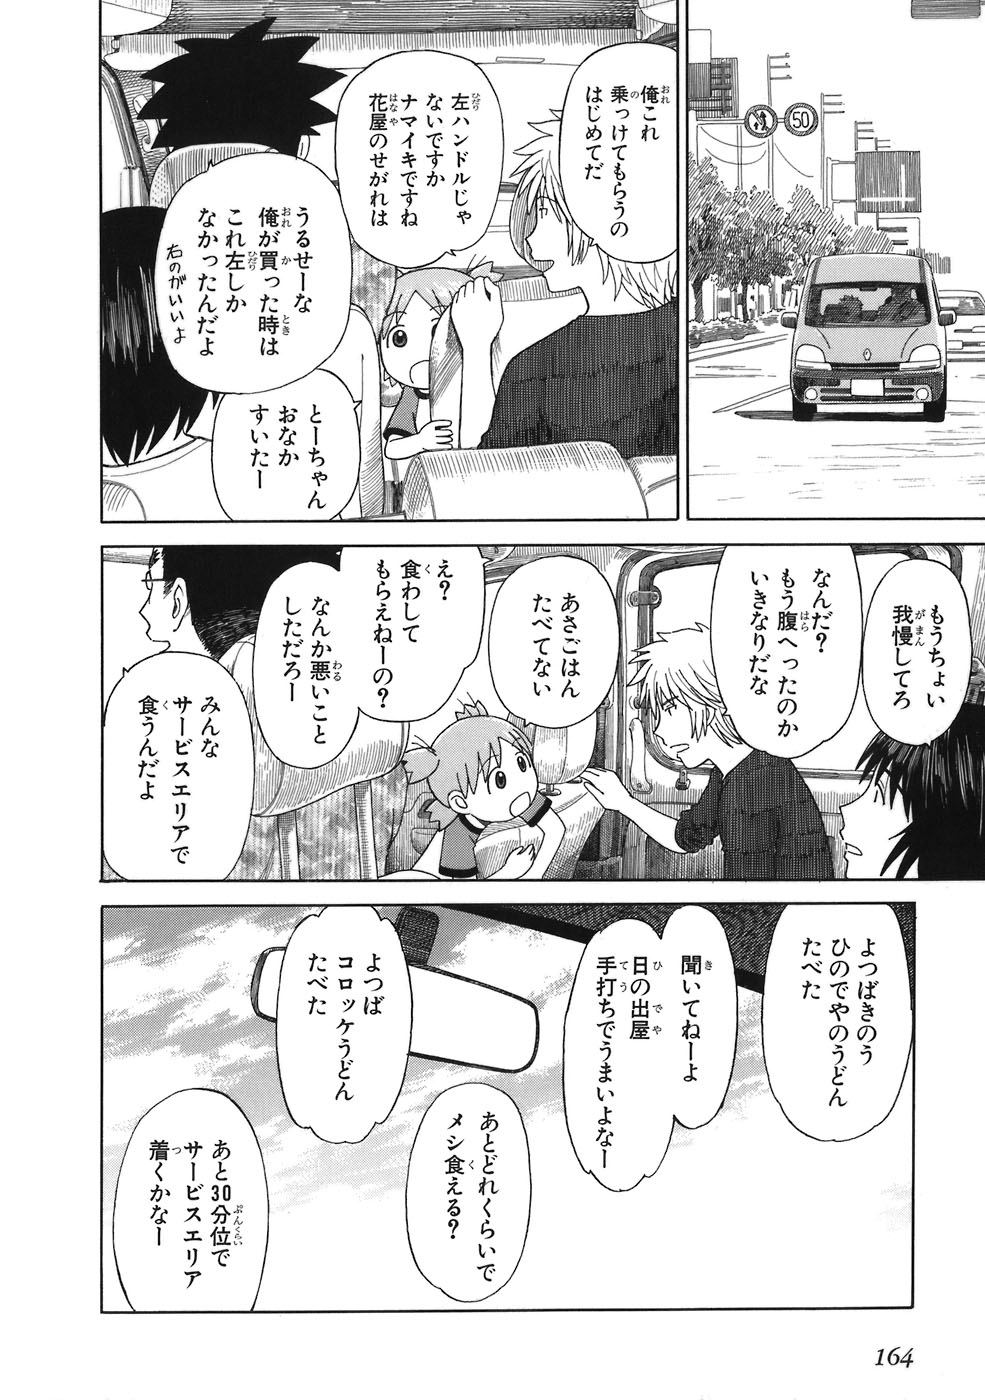 50
俺これ
乗っけてもらうの
はじめてだ
左ハンドルじゃ
ないですか
ナマイキですね
花屋のせがれは
うるせーな
俺が買った時は
これ左しか
なかったんだよ
右のがいいよ
とーちゃん
おなか
すいたー
もうちょい
我慢してろ
なんだ?
もう腹へったのか
いきなりだな
あさごはん
たべてない
え?
食わして
もらえねーの?
なんか悪いこと
しただろー
みんな
サービスエリアで
食うんだよ
よつばきのう
ひのでやのうどん
たべた
聞いてねーよ
日の出屋
手打ちでうまいよなー
よつば
コロッケうどん
たべた
あとどれくらいで
メシ食える?
あと30分位で
サービスエリア
着くかなー
164